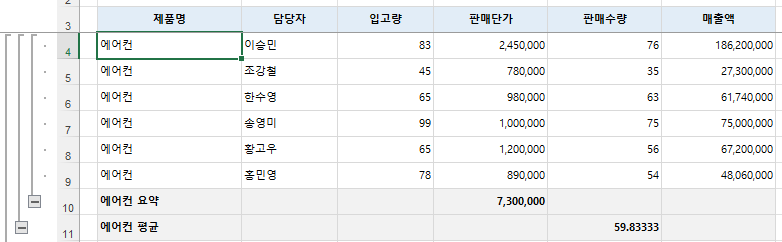 3 제품명 담당자 입고량 판매단가 판매수량 매출액
4 에어컨 이승민 83 2,450,000 76 186,200,000
5 에어컨 조강철 45 780,000 35 27,300,000
6 에어컨 한수영 65 980,000 63 61,740,000
7 에어컨 송영미 99 1,000,000 75 75,000,000
8 에어컨 황고우 65 1,200,000 56 67,200,000
9 에어컨 홍민영 78 890,000 54 48,060,000
10 에어컨 요약 7,300,000
11 에어컨 평균 59.83333